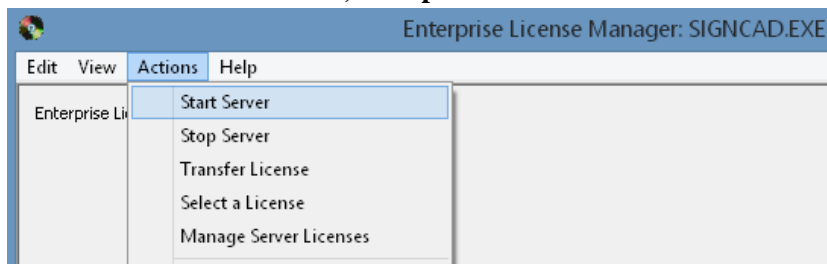 Enterprise License Manager: SIGNCAD.EXE
Edit View Actions Help
Start Server
Enterprise
Stop Server
Transfer License
Select a License
Manage Server Licenses